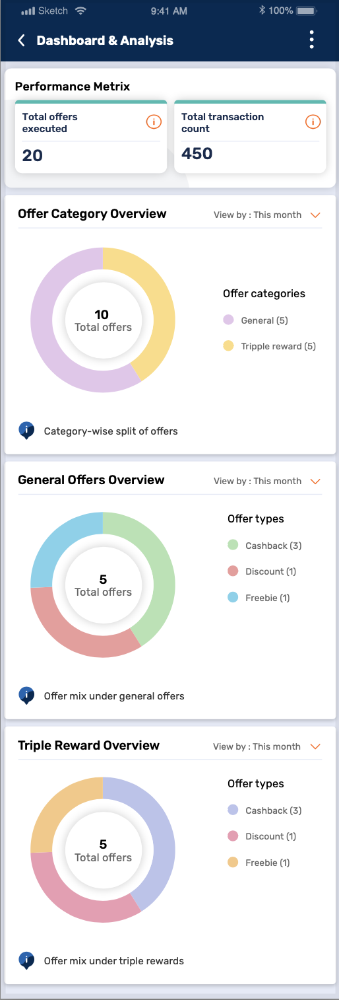 Sketch
9:41 AM
100%
Dashboard & Analysis
Performance Metrix
Total offers
executed
20
Total transaction
count
450
Offer Category Overview
View by : This month
10
Total offers
Offer categories
General (5)
Tripple reward (5)
Category-wise split of offers
General Offers Overview
View by : This month
5
Total offers
Offer types
Cashback (3)
Discount (1)
Freebie (1)
Offer mix under general offers
Triple Reward Overview
View by : This month
5
Total offers
Offer types
Cashback (3)
Discount (1)
Freebie (1)
Offer mix under triple rewards